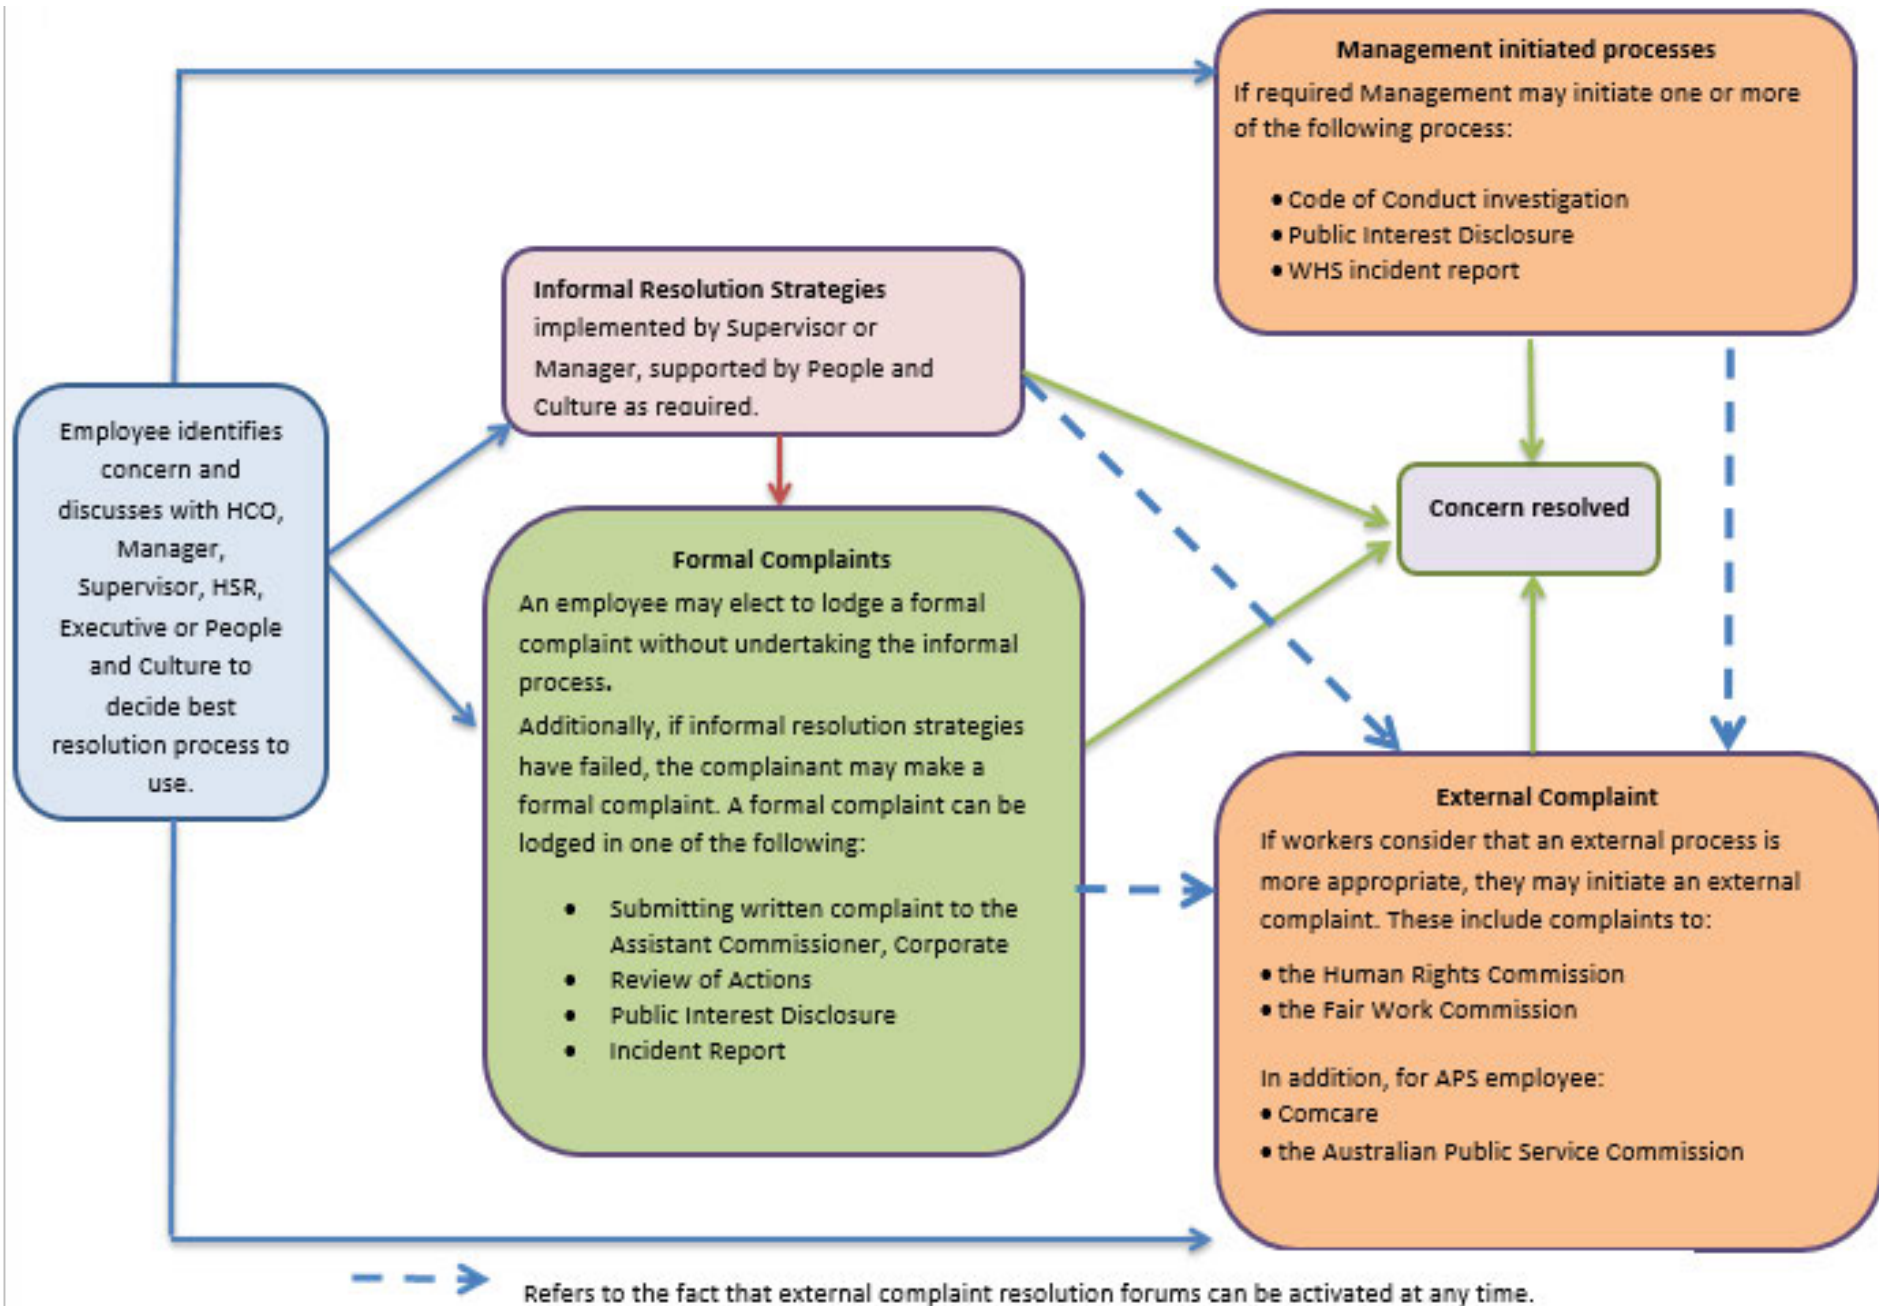 Management initiated processes
If required Management may initiate one or more
of the following process:
• Code of Conduct investigation
• Public Interest Disclosure
• WHS incident report
Informal Resolution Strategies
implemented by Supervisor or
Manager, supported by People and
Culture as required.
Employee identifies
concern and
discusses with HCO,
Manager,
Supervisor, HSR,
Executive or People
and Culture to
decide best
resolution process to
use.
Concern resolved
Formal Complaints
An employee may elect to lodge a formal
complaint without undertaking the informal
process.
Additionally, if informal resolution strategies
have failed, the complainant may make a
formal complaint. A formal complaint can be
lodged in one of the following:
• Submitting written complaint to the
Assistant Commissioner, Corporate
• Review of Actions
• Public Interest Disclosure
• Incident Report
External Complaint
If workers consider that an external process is
more appropriate, they may initiate an external
complaint. These include complaints to:
• the Human Rights Commission
• the Fair Work Commission
In addition, for APS employee:
• Comcare
• the Australian Public Service Commission
Refers to the fact that external complaint resolution forums can be activated at any time.